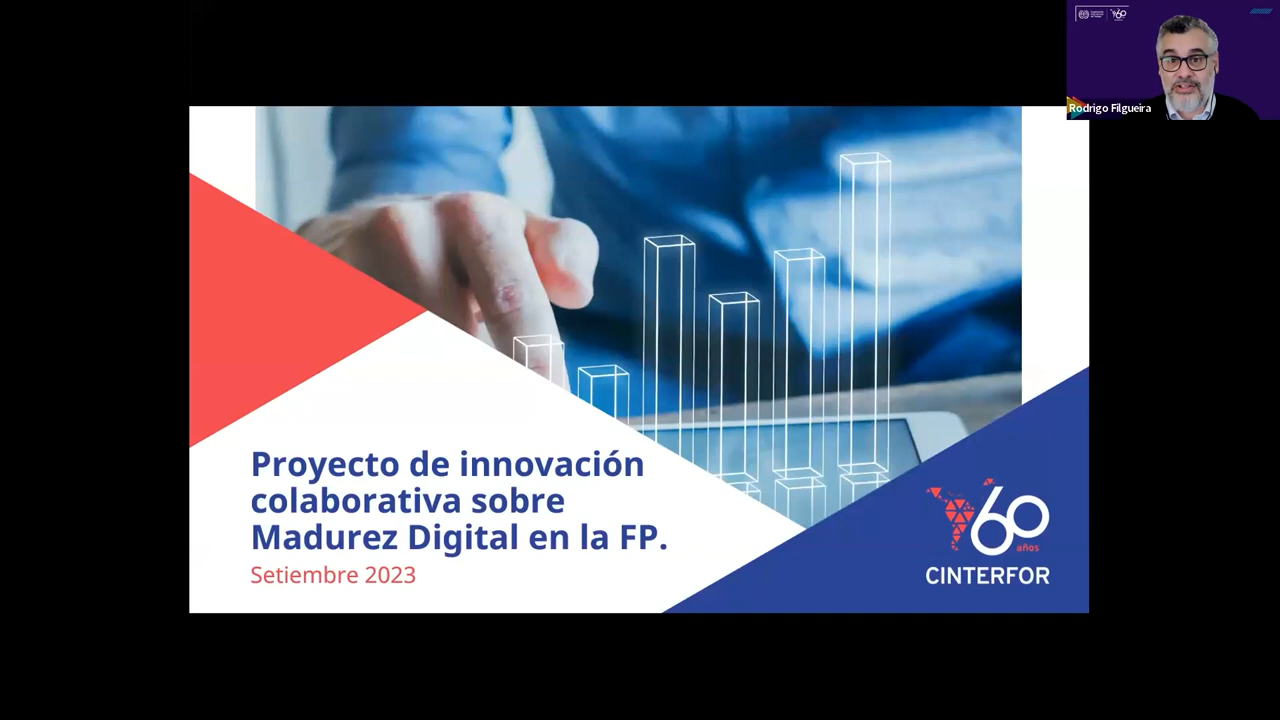 Rodrigo Filgueira
Proyecto de innovación
colaborativa sobre
Madurez Digital en la FP.
Setiembre 2023
60
años
CINTERFOR